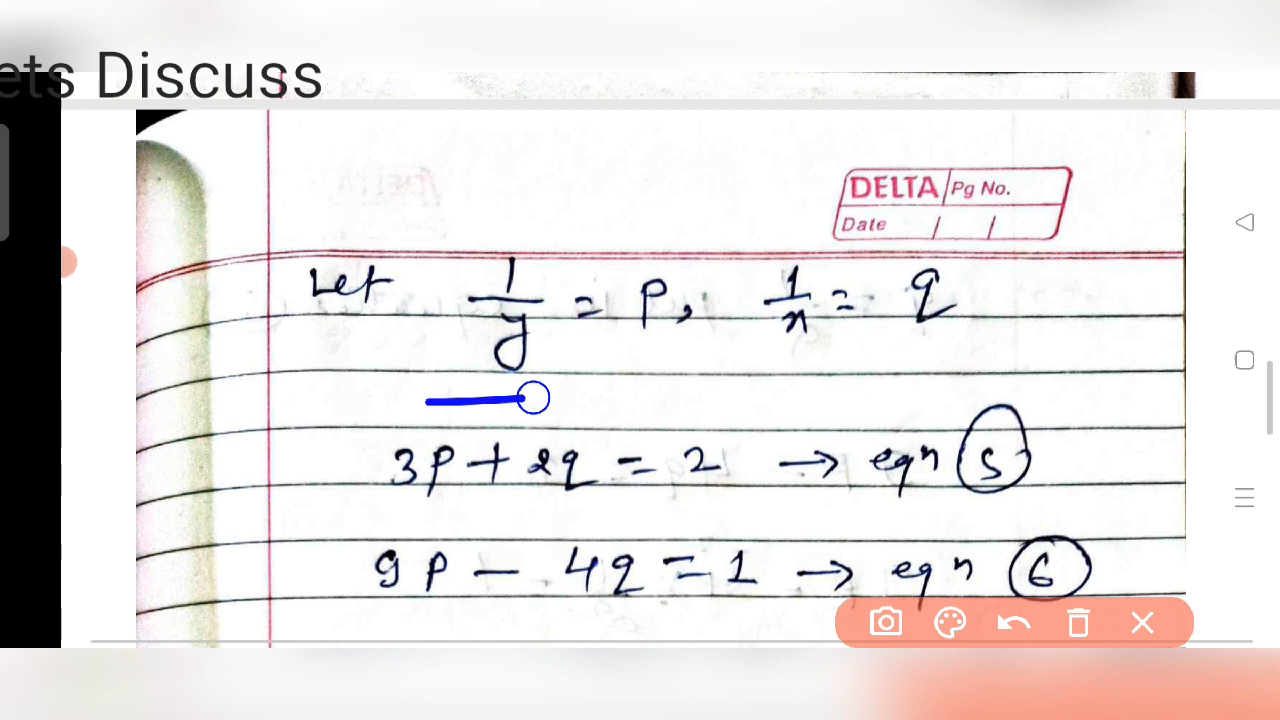 ets Discuss
DELTA Pg No.
Date / /
Let 1/y = p, 1/x = q
3p + 2q = 2 → eqn 5
9p - 4q = 1 → eqn 6